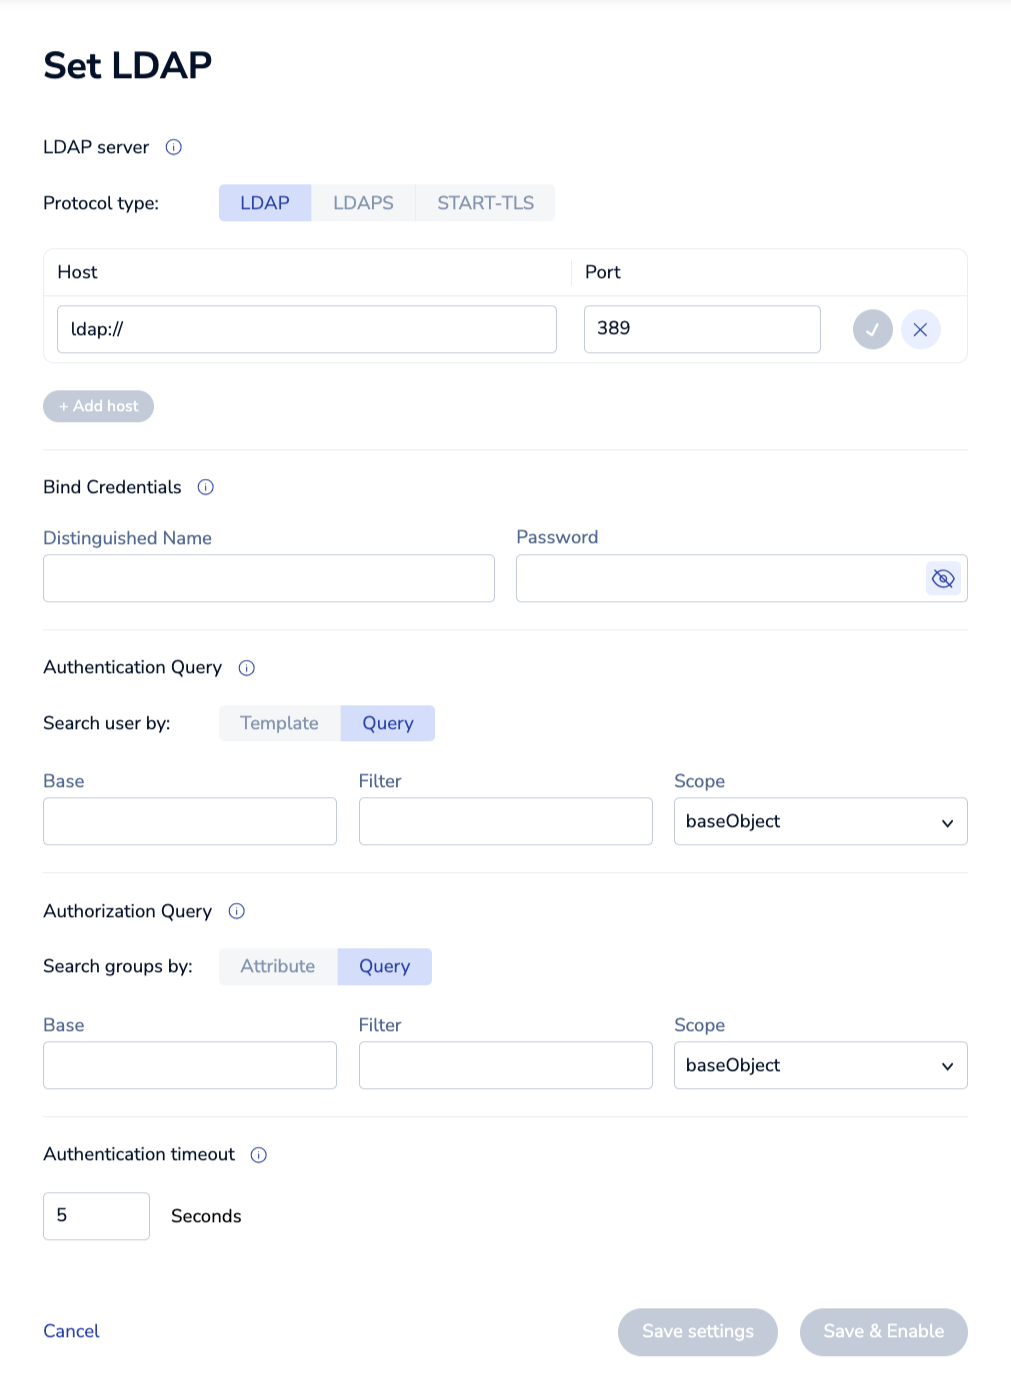 Set LDAP
LDAP server
Protocol type: LDAP LDAPS START-TLS
Host Port
ldap:// 389
+ Add host
Bind Credentials
Distinguished Name Password
Authentication Query
Search user by: Template Query
Base Filter Scope
baseObject
Authorization Query
Search groups by: Attribute Query
Base Filter Scope
baseObject
Authentication timeout
5 Seconds
Cancel Save settings Save & Enable